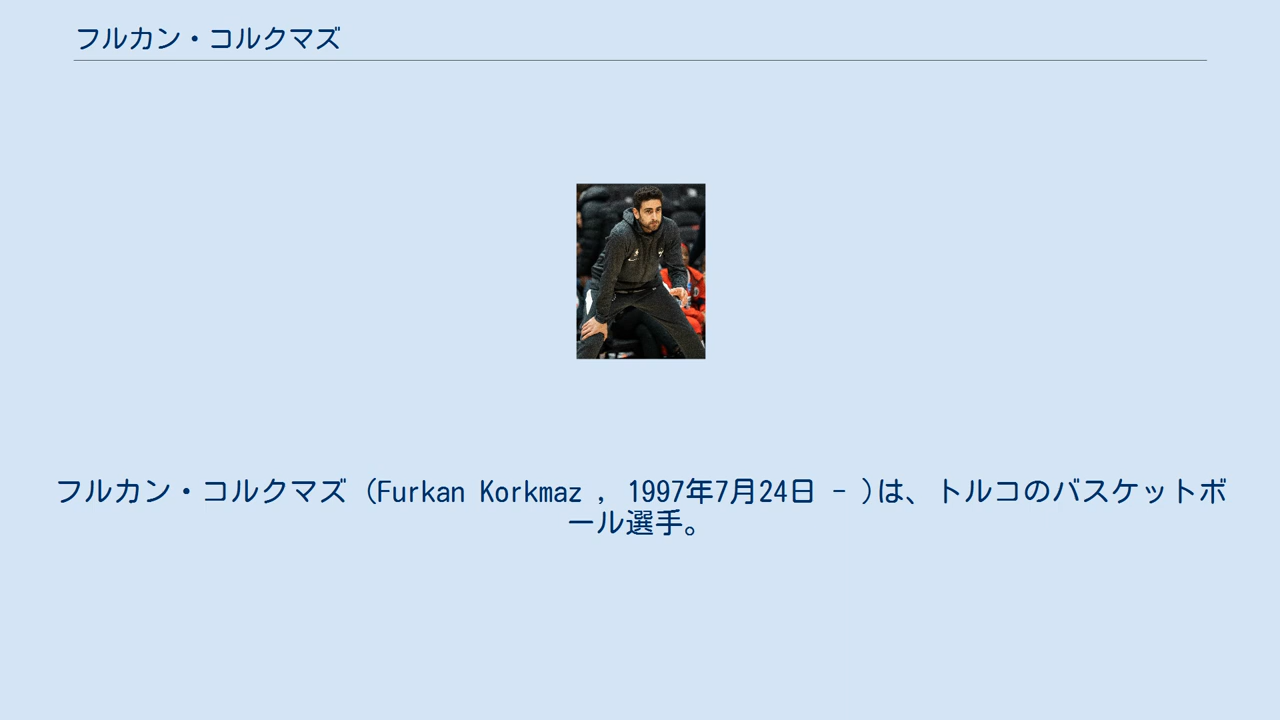 フルカン・コルクマズ
フルカン・コルクマズ (Furkan Korkmaz , 1997年7月24日 - )は、トルコのバスケットボ
ール選手。